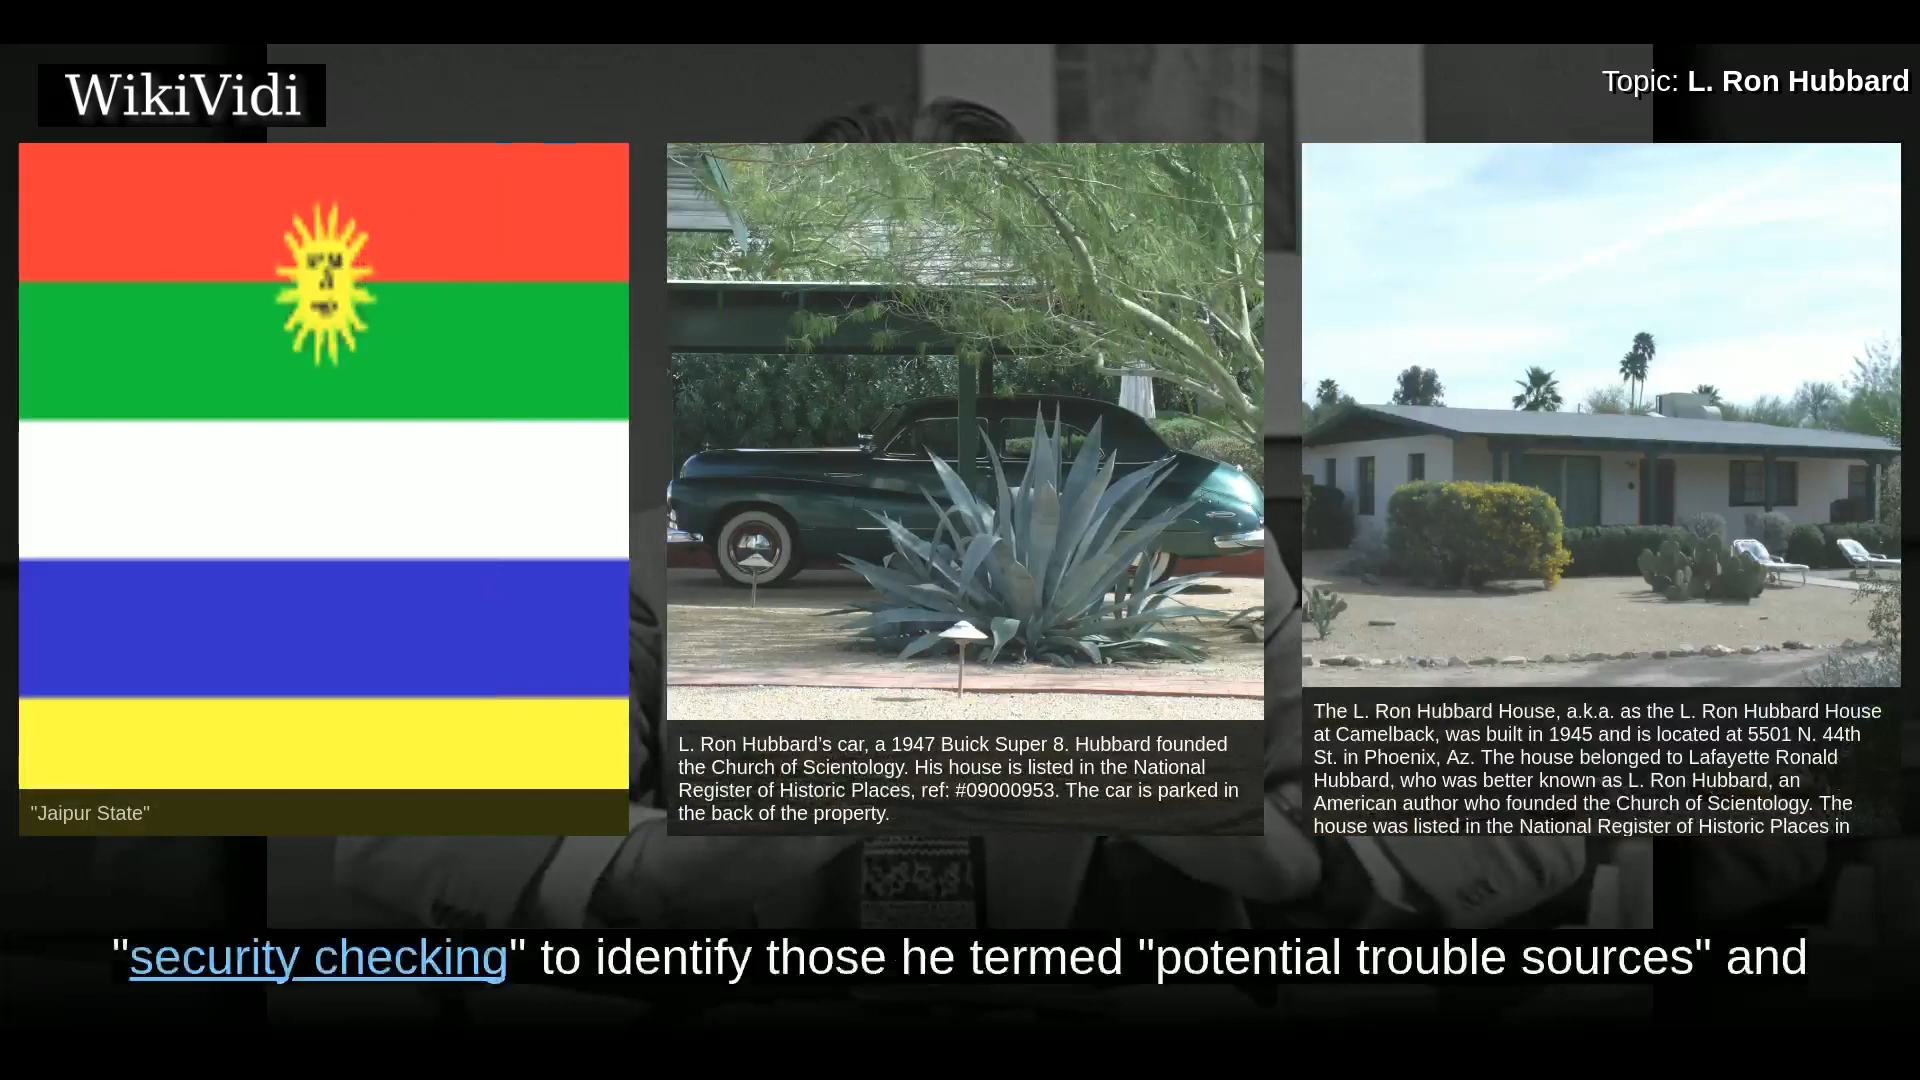 WikiVidi
Topic: L. Ron Hubbard
"Jaipur State"
L. Ron Hubbard’s car, a 1947 Buick Super 8. Hubbard founded
the Church of Scientology. His house is listed in the National
Register of Historic Places, ref: #09000953. The car is parked in
the back of the property.
The L. Ron Hubbard House, a.k.a. as the L. Ron Hubbard House
at Camelback, was built in 1945 and is located at 5501 N. 44th
St. in Phoenix, Az. The house belonged to Lafayette Ronald
Hubbard, who was better known as L. Ron Hubbard, an
American author who founded the Church of Scientology. The
house was listed in the National Register of Historic Places in
"security checking" to identify those he termed "potential trouble sources" and